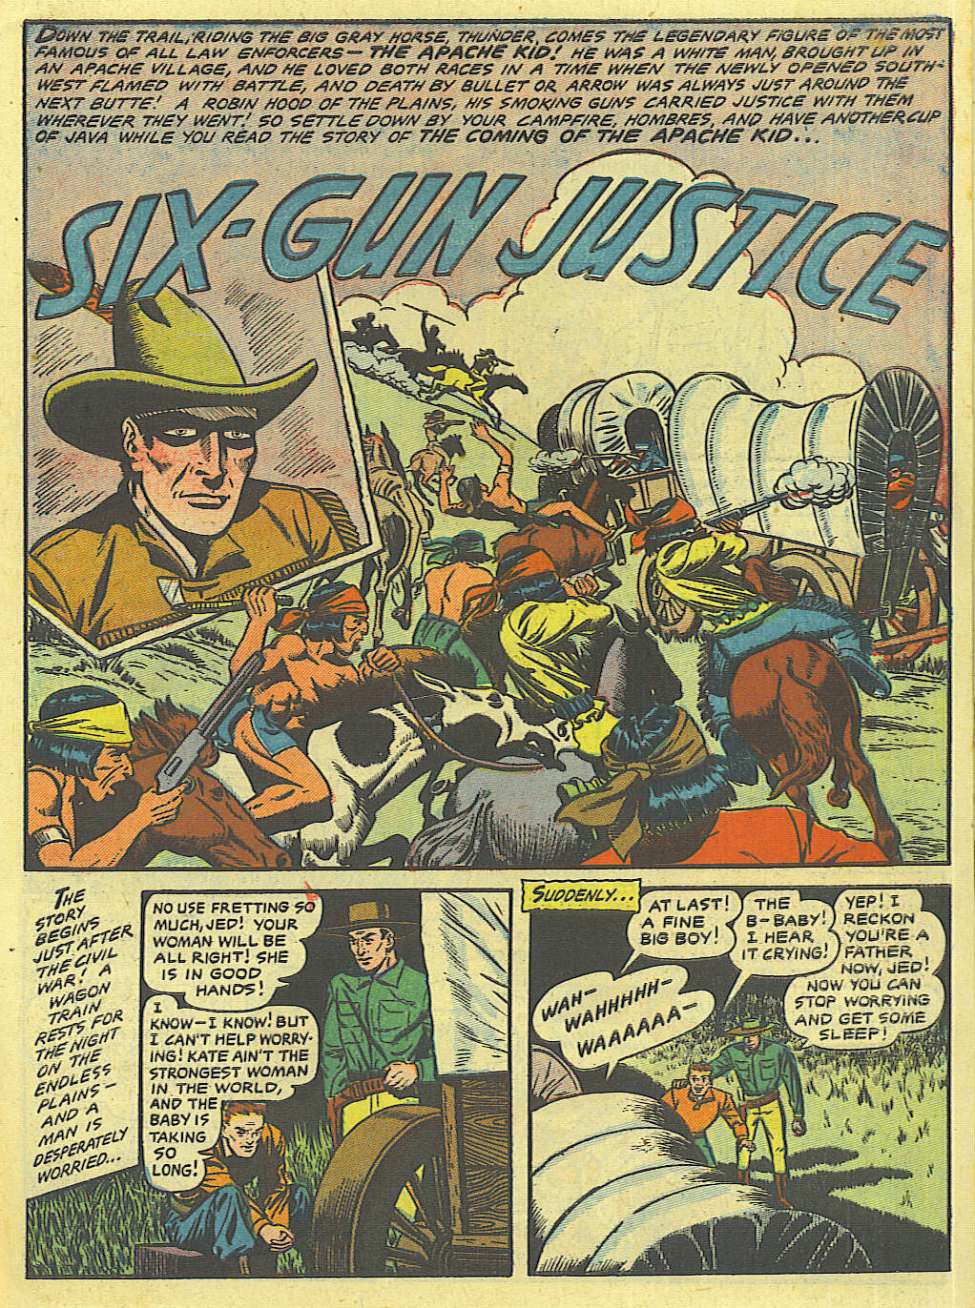 DOWN THE TRAIL, RIDING THE BIG GRAY HORSE, THUNDER, COMES THE LEGENDARY FIGURE OF THE MOST
FAMOUS OF ALL LAW ENFORCERS— THE APACHE KID! HE WAS A WHITE MAN, BROUGHT UP IN
AN APACHE VILLAGE, AND HE LOVED BOTH RACES IN A TIME WHEN THE NEWLY OPENED SOUTH-
WEST FLAMED WITH BATTLE, AND DEATH BY BULLET OR ARROW WAS ALWAYS JUST AROUND THE
NEXT BUTTE! A ROBIN HOOD OF THE PLAINS, HIS SMOKING GUNS CARRIED JUSTICE WITH THEM
WHEREVER THEY WENT! SO SETTLE DOWN BY YOUR CAMPFIRE, HOMBRES, AND HAVE ANOTHER CUP
OF JAVA WHILE YOU READ THE STORY OF THE COMING OF THE APACHE KID...
SIX-GUN JUSTICE
THE
STORY
BEGINS
JUST AFTER
THE CIVIL
WAR! A
WAGON
TRAIN
RESTS FOR
THE NIGHT
ON THE
ENDLESS
PLAINS—
AND A
MAN IS
DESPERATELY
WORRIED...
NO USE FRETTING SO
MUCH, JED! YOUR
WOMAN WILL BE
ALL RIGHT! SHE
IS IN GOOD
HANDS!
I
KNOW—I KNOW! BUT
I CAN'T HELP WORRY-
ING! KATE AIN'T THE
STRONGEST WOMAN
IN THE WORLD,
AND THE
BABY IS
TAKING
SO
LONG!
SUDDENLY...
WAH—
WAHHHHH—
WAAAAAA—
AT LAST!
A FINE
BIG BOY!
THE
B-BABY!
I HEAR
IT CRYING!
YEP! I
RECKON
YOU'RE A
FATHER
NOW, JED!
NOW YOU CAN
STOP WORRYING
AND GET SOME
SLEEP!